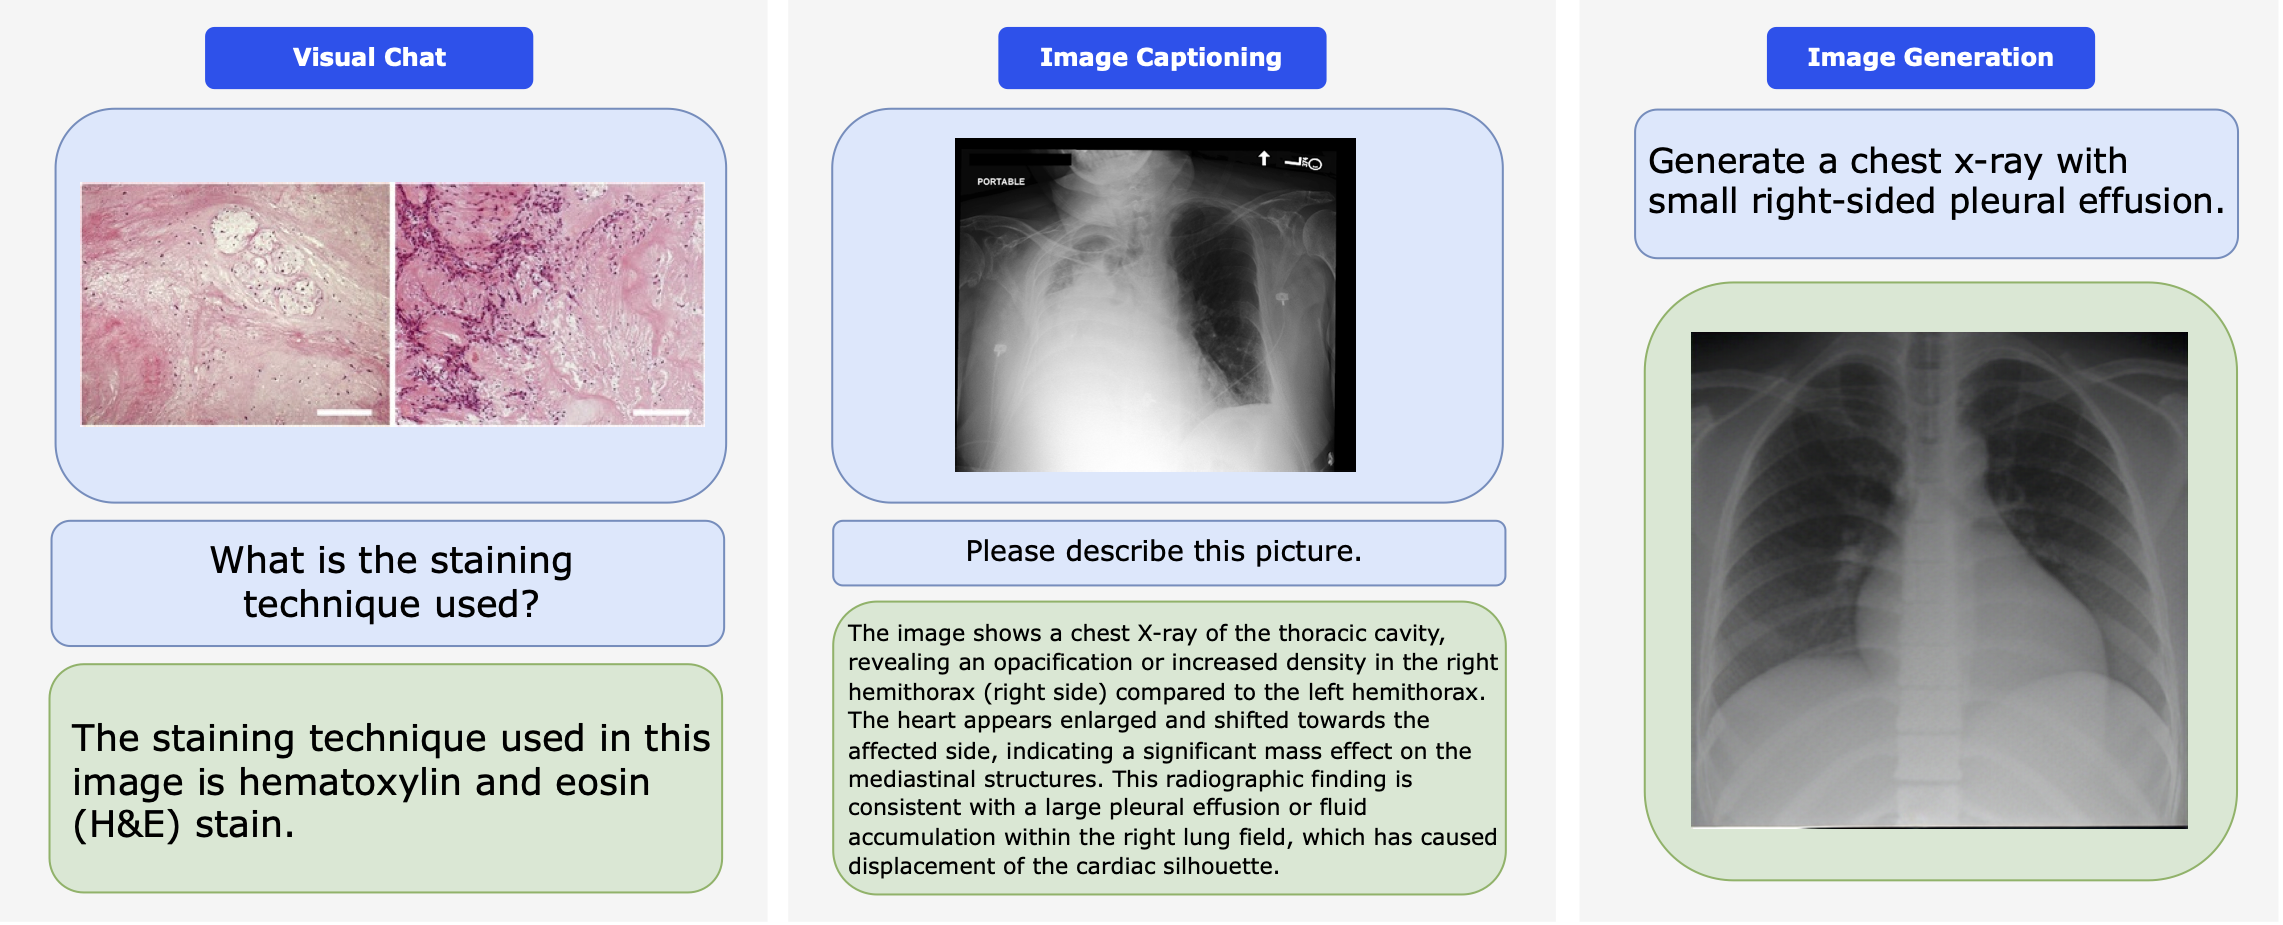 Visual Chat
What is the staining
technique used?
The staining technique used in this
image is hematoxylin and eosin
(H&E) stain.
Image Captioning
PORTABLE
Please describe this picture.
The image shows a chest X-ray of the thoracic cavity,
revealing an opacification or increased density in the right
hemithorax (right side) compared to the left hemithorax.
The heart appears enlarged and shifted towards the
affected side, indicating a significant mass effect on the
mediastinal structures. This radiographic finding is
consistent with a large pleural effusion or fluid
accumulation within the right lung field, which has caused
displacement of the cardiac silhouette.
Image Generation
Generate a chest x-ray with
small right-sided pleural effusion.